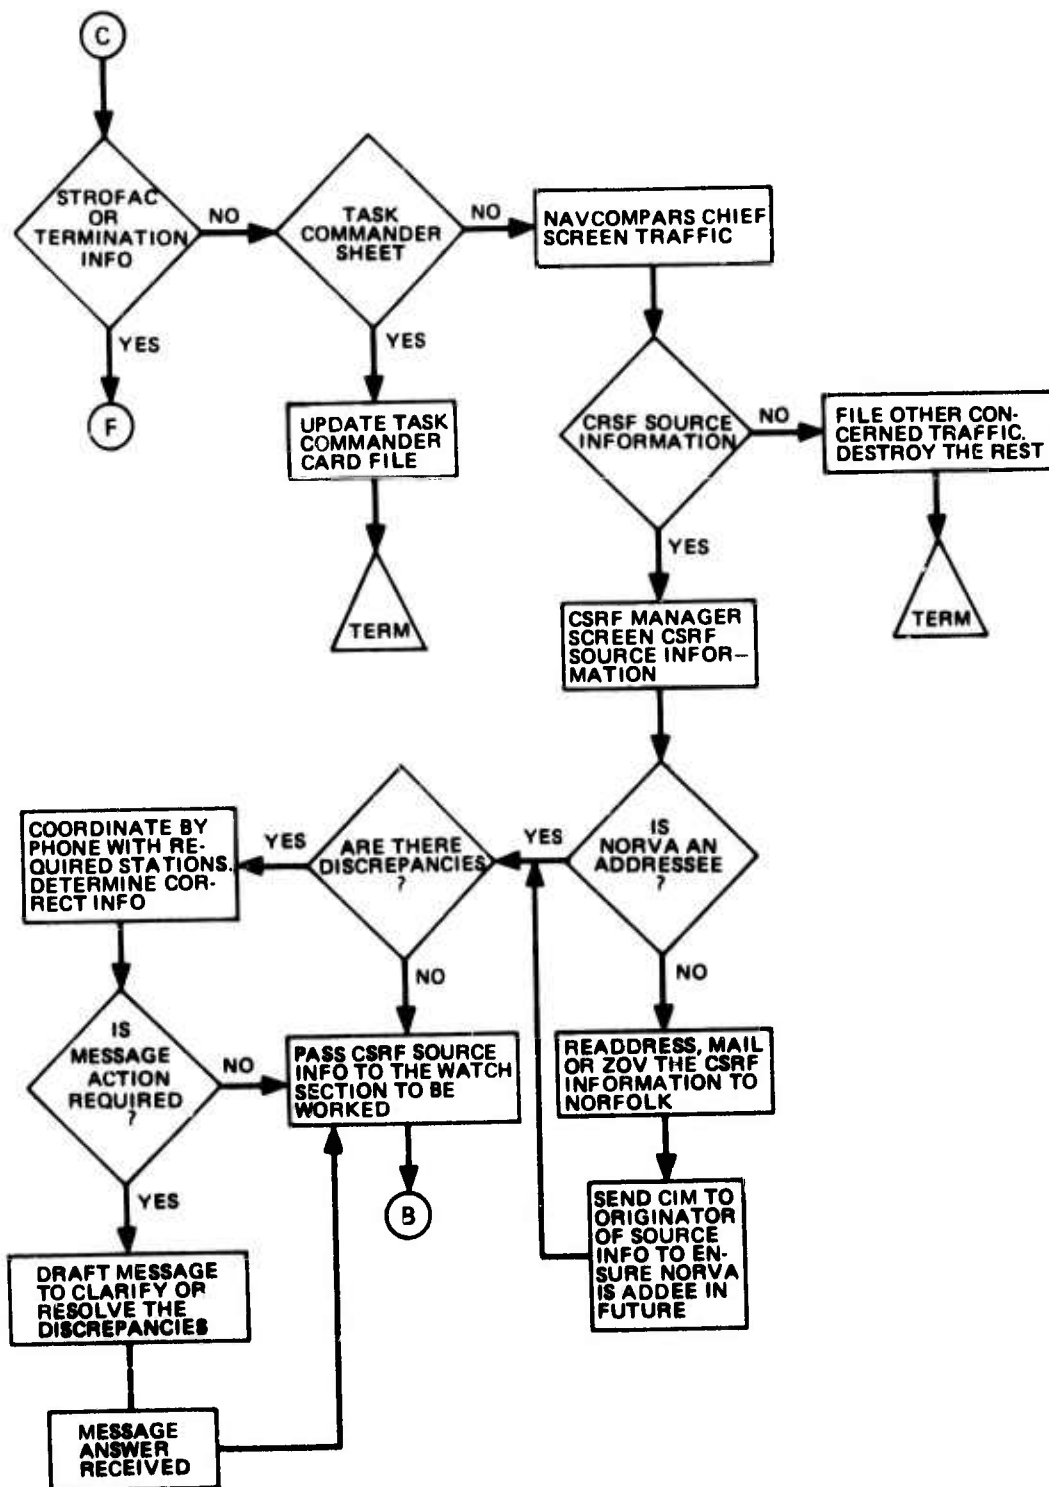 C
STROFAC
OR
TERMINATION
INFO
NO
YES
F
TASK
COMMANDER
SHEET
NO
YES
UPDATE TASK
COMMANDER
CARD FILE
TERM
NAVCOMPARS CHIEF
SCREEN TRAFFIC
CRSF SOURCE
INFORMATION
NO
YES
FILE OTHER CON-
CERNED TRAFFIC.
DESTROY THE REST
TERM
CSRF MANAGER
SCREEN CSRF
SOURCE INFOR-
MATION
IS
NORVA AN
ADDRESSEE
?
YES
NO
READDRESS, MAIL
OR ZOV THE CSRF
INFORMATION TO
NORFOLK
SEND CIM TO
ORIGINATOR
OF SOURCE
INFO TO EN-
SURE NORVA
IS ADDEE IN
FUTURE
ARE THERE
DISCREPANCIES
?
YES
NO
COORDINATE BY
PHONE WITH RE-
QUIRED STATIONS.
DETERMINE COR-
RECT INFO
IS
MESSAGE
ACTION
REQUIRED
?
NO
YES
PASS CSRF SOURCE
INFO TO THE WATCH
SECTION TO BE
WORKED
B
DRAFT MESSAGE
TO CLARIFY OR
RESOLVE THE
DISCREPANCIES
MESSAGE
ANSWER
RECEIVED